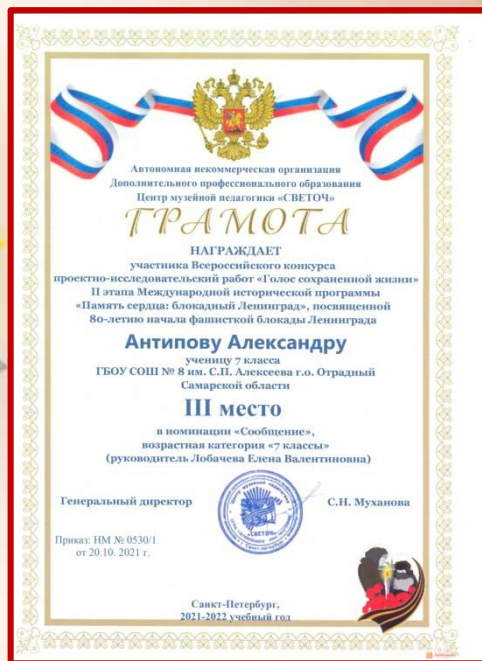 Автономная некоммерческая организация
Дополнительного профессионального образования
Центр музейной педагогики «СВЕТОЧ»
ГРАМОТА
НАГРАЖДАЕТ
участника Всероссийского конкурса
проектно-исследовательский работ «Голос сохраненной жизни»
II этапа Международной исторической программы
«Память сердца: блокадный Ленинград», посвященной
80-летию начала фашисткой блокады Ленинграда
Антипову Александру
ученицу 7 класса
ГБОУ СОШ № 8 им. С.П. Алексеева г.о. Отрадный
Самарской области
III место
в номинации «Сообщение»,
возрастная категория «7 классы»
(руководитель Лобачева Елена Валентиновна)
Генеральный директор С.Н. Муханова
«СВЕТОЧ»
Приказ: НМ № 0530/1
от 20.10. 2021 г.
Санкт-Петербург,
2021-2022 учебный год